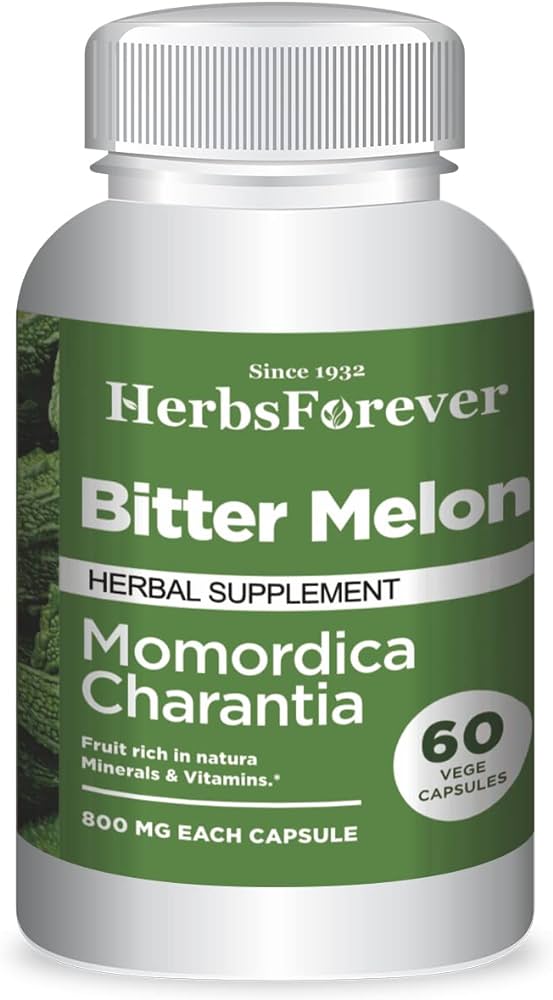 Since 1932
HerbsForever
Bitter Melon
HERBAL SUPPLEMENT
Momordica
Charantia
Fruit rich in natura
Minerals & Vitamins.*
800 MG EACH CAPSULE
60
VEGE
CAPSULES